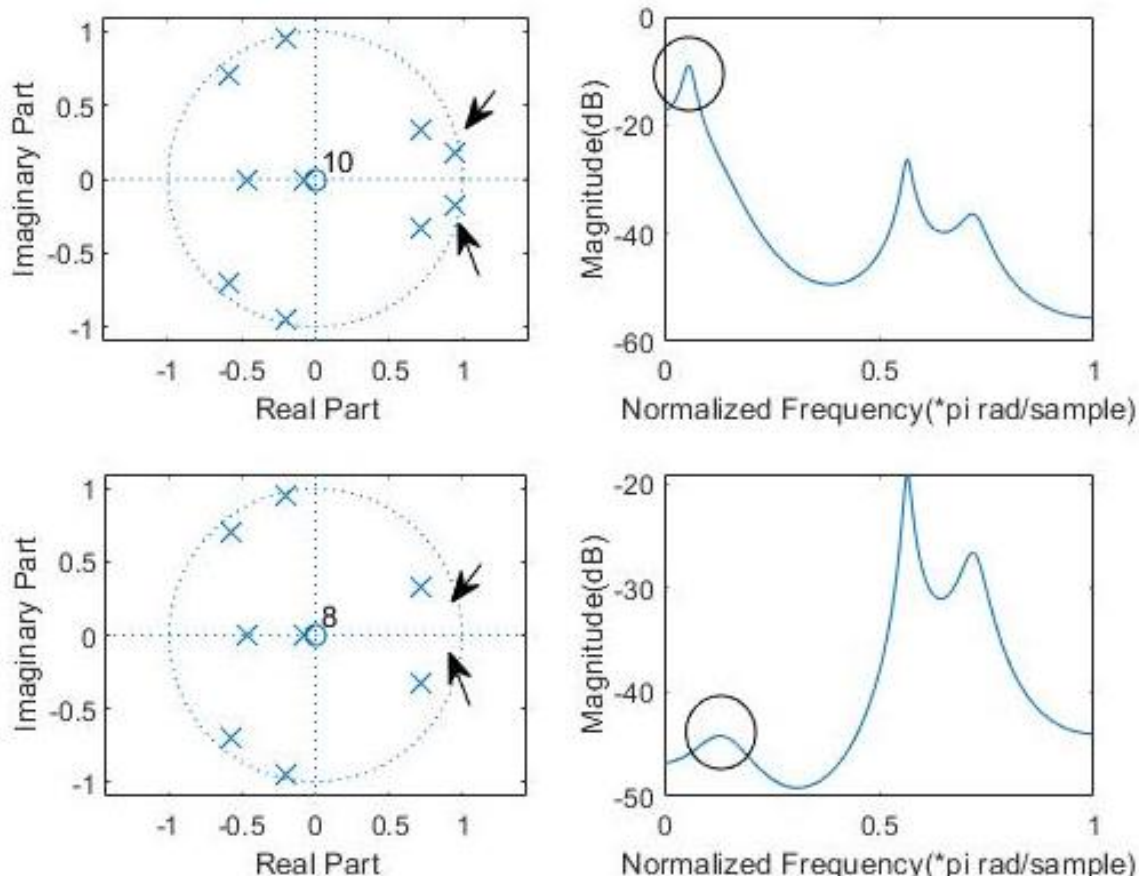 1
0.5
0
-0.5
-1
Imaginary Part
10
-1 -0.5 0 0.5 1
Real Part
0
-20
-40
-60
Magnitude(dB)
0 0.5 1
Normalized Frequency(*pi rad/sample)
1
0.5
0
-0.5
-1
Imaginary Part
8
-1 -0.5 0 0.5 1
Real Part
-20
-30
-40
-50
Magnitude(dB)
0 0.5 1
Normalized Frequency(*pi rad/sample)